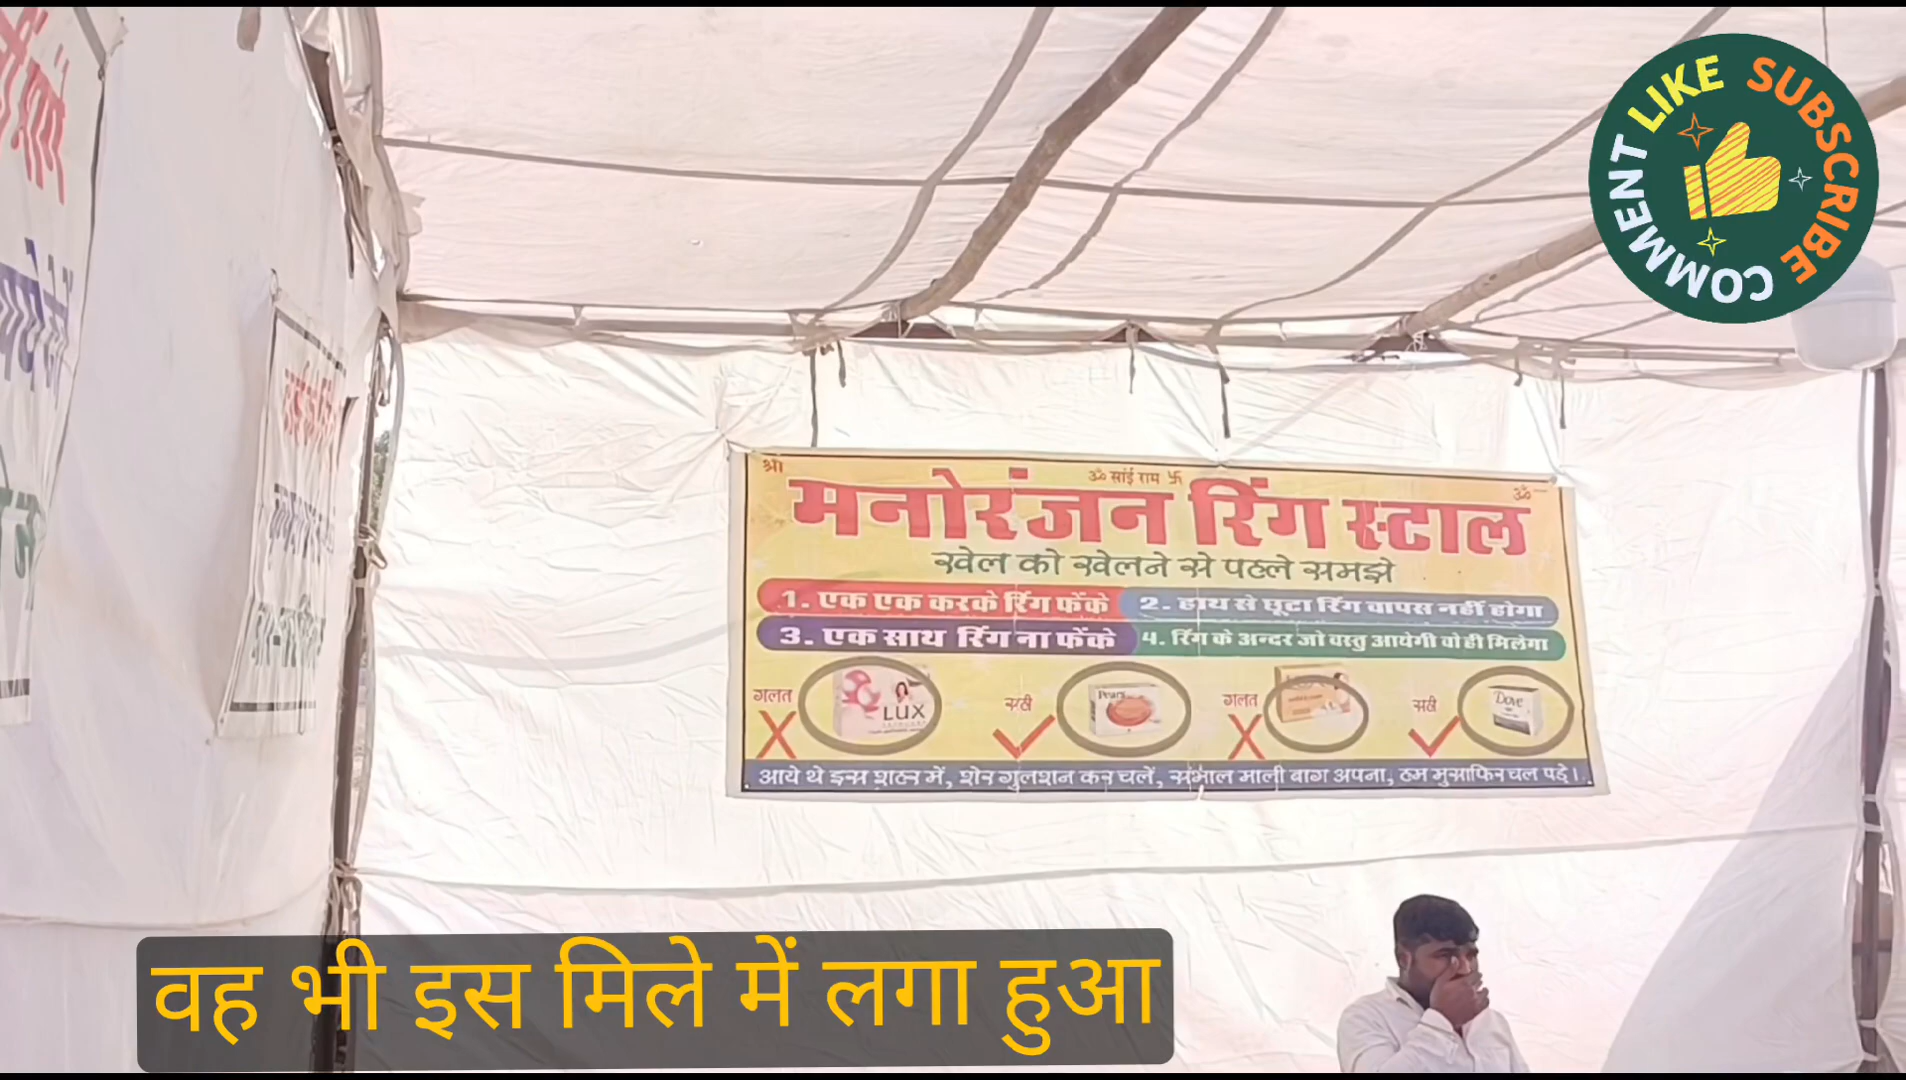 LIKE SUBSCRIBE COMMENT
श्री
ॐ सांई राम 卐
ॐ
मनोरंजन रिंग स्टाल
खेल को खेलने से पहले समझे
1. एक एक करके रिंग फेंके
2. हाथ से छूटा रिंग वापस नहीं होगा
3. एक साथ रिंग ना फेंके
4. रिंग के अन्दर जो वस्तु आयेगी वो ही मिलेगा
गलत
LUX
सही
Pears
गलत
सही
Dove
आये थे इस शहर में, शेर गुलशन कर चले, संभाल माली बाग अपना, हम मुसाफिर चल पड़े।
वह भी इस मिले में लगा हुआ